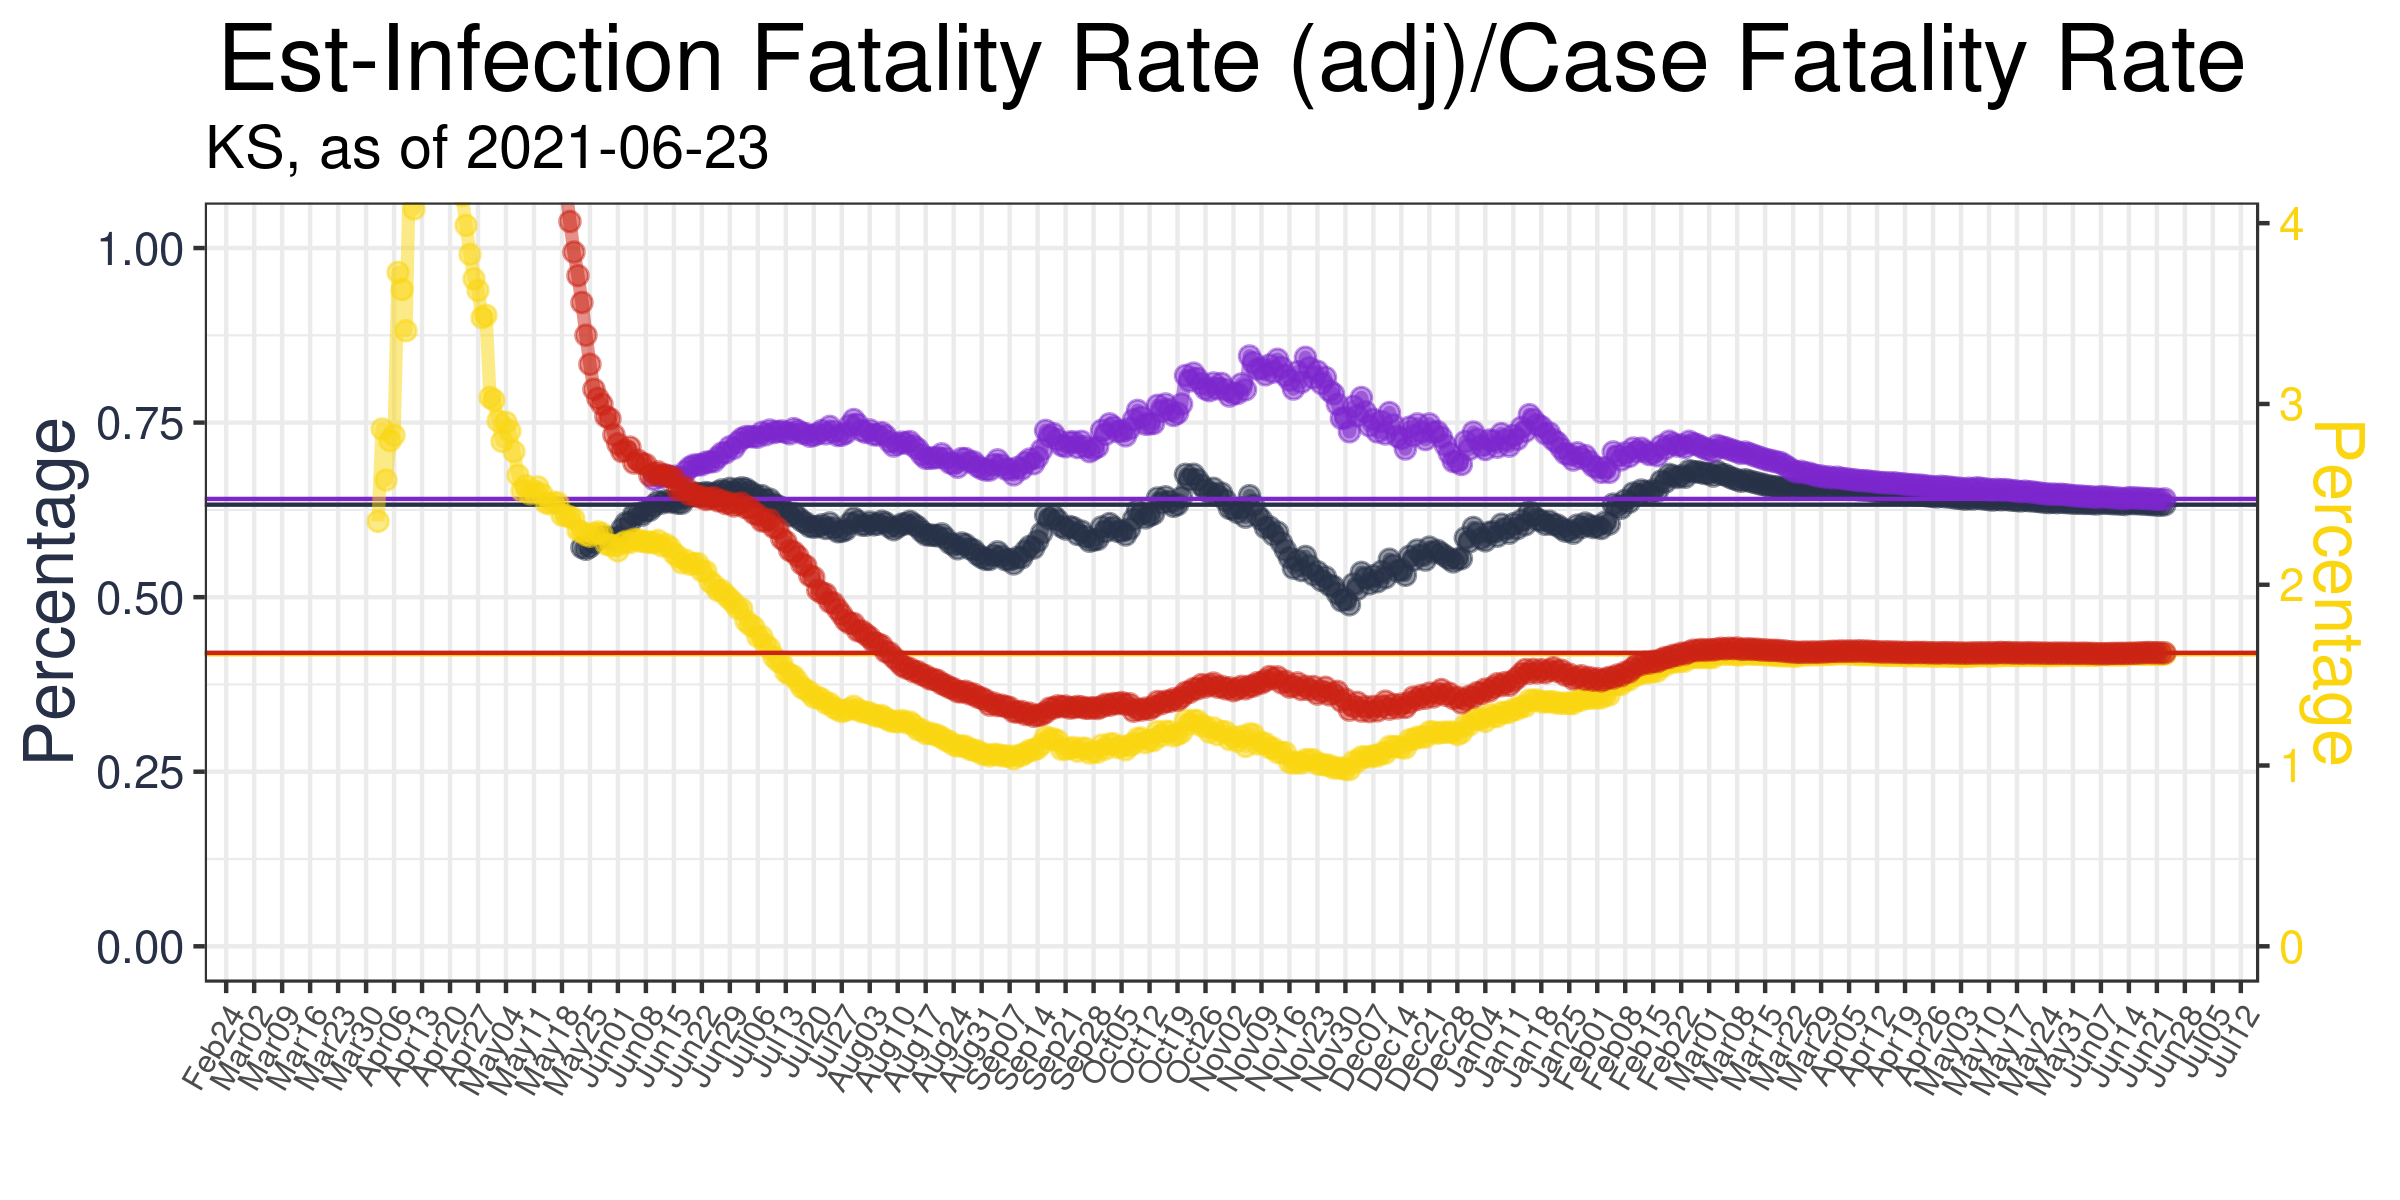 Est-Infection Fatality Rate (adj)/Case Fatality Rate
KS, as of 2021-06-23
Percentage
1.00
0.75
0.50
0.25
0.00
4
3
2
1
0
Percentage
Feb24 Mar02 Mar09 Mar16 Mar23 Mar30 Apr06 Apr13 Apr20 Apr27 May04 May11 May18 May25 Jun01 Jun08 Jun15 Jun22 Jun29 Jul06 Jul13 Jul20 Jul27 Aug03 Aug10 Aug17 Aug24 Aug31 Sep07 Sep14 Sep21 Sep28 Oct05 Oct12 Oct19 Oct26 Nov02 Nov09 Nov16 Nov23 Nov30 Dec07 Dec14 Dec21 Dec28 Jan04 Jan11 Jan18 Jan25 Feb01 Feb08 Feb15 Feb22 Mar01 Mar08 Mar15 Mar22 Mar29 Apr05 Apr12 Apr19 Apr26 May03 May10 May17 May24 May31 Jun07 Jun14 Jun21 Jun28 Jul05 Jul12